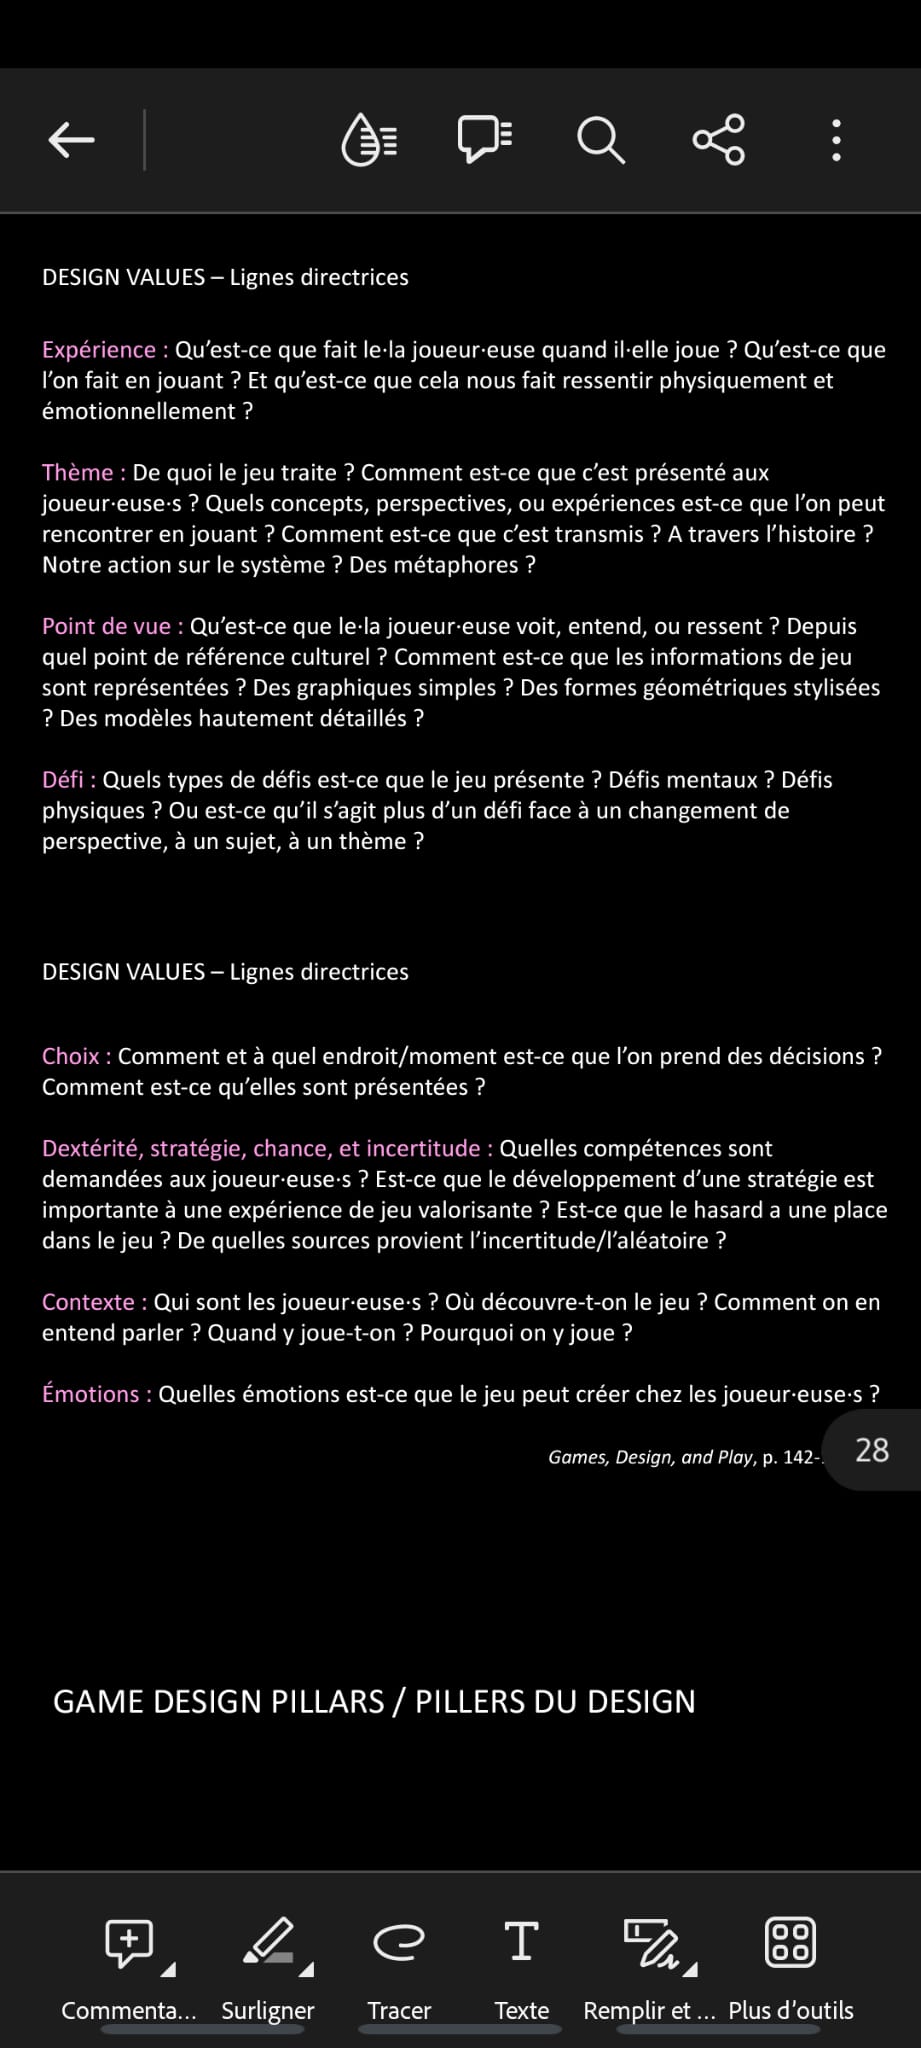 DESIGN VALUES – Lignes directrices
Expérience : Qu’est-ce que fait le·la joueur·euse quand il·elle joue ? Qu’est-ce que
l’on fait en jouant ? Et qu’est-ce que cela nous fait ressentir physiquement et
émotionnellement ?
Thème : De quoi le jeu traite ? Comment est-ce que c’est présenté aux
joueur·euse·s ? Quels concepts, perspectives, ou expériences est-ce que l’on peut
rencontrer en jouant ? Comment est-ce que c’est transmis ? A travers l’histoire ?
Notre action sur le système ? Des métaphores ?
Point de vue : Qu’est-ce que le·la joueur·euse voit, entend, ou ressent ? Depuis
quel point de référence culturel ? Comment est-ce que les informations de jeu
sont représentées ? Des graphiques simples ? Des formes géométriques stylisées
? Des modèles hautement détaillés ?
Défi : Quels types de défis est-ce que le jeu présente ? Défis mentaux ? Défis
physiques ? Ou est-ce qu’il s’agit plus d’un défi face à un changement de
perspective, à un sujet, à un thème ?
DESIGN VALUES – Lignes directrices
Choix : Comment et à quel endroit/moment est-ce que l’on prend des décisions ?
Comment est-ce qu’elles sont présentées ?
Dextérité, stratégie, chance, et incertitude : Quelles compétences sont
demandées aux joueur·euse·s ? Est-ce que le développement d’une stratégie est
importante à une expérience de jeu valorisante ? Est-ce que le hasard a une place
dans le jeu ? De quelles sources provient l’incertitude/l’aléatoire ?
Contexte : Qui sont les joueur·euse·s ? Où découvre-t-on le jeu ? Comment on en
entend parler ? Quand y joue-t-on ? Pourquoi on y joue ?
Émotions : Quelles émotions est-ce que le jeu peut créer chez les joueur·euse·s ?
Games, Design, and Play, p. 142-
28
GAME DESIGN PILLARS / PILLERS DU DESIGN
Commenta... Surligner Tracer Texte Remplir et ... Plus d’outils